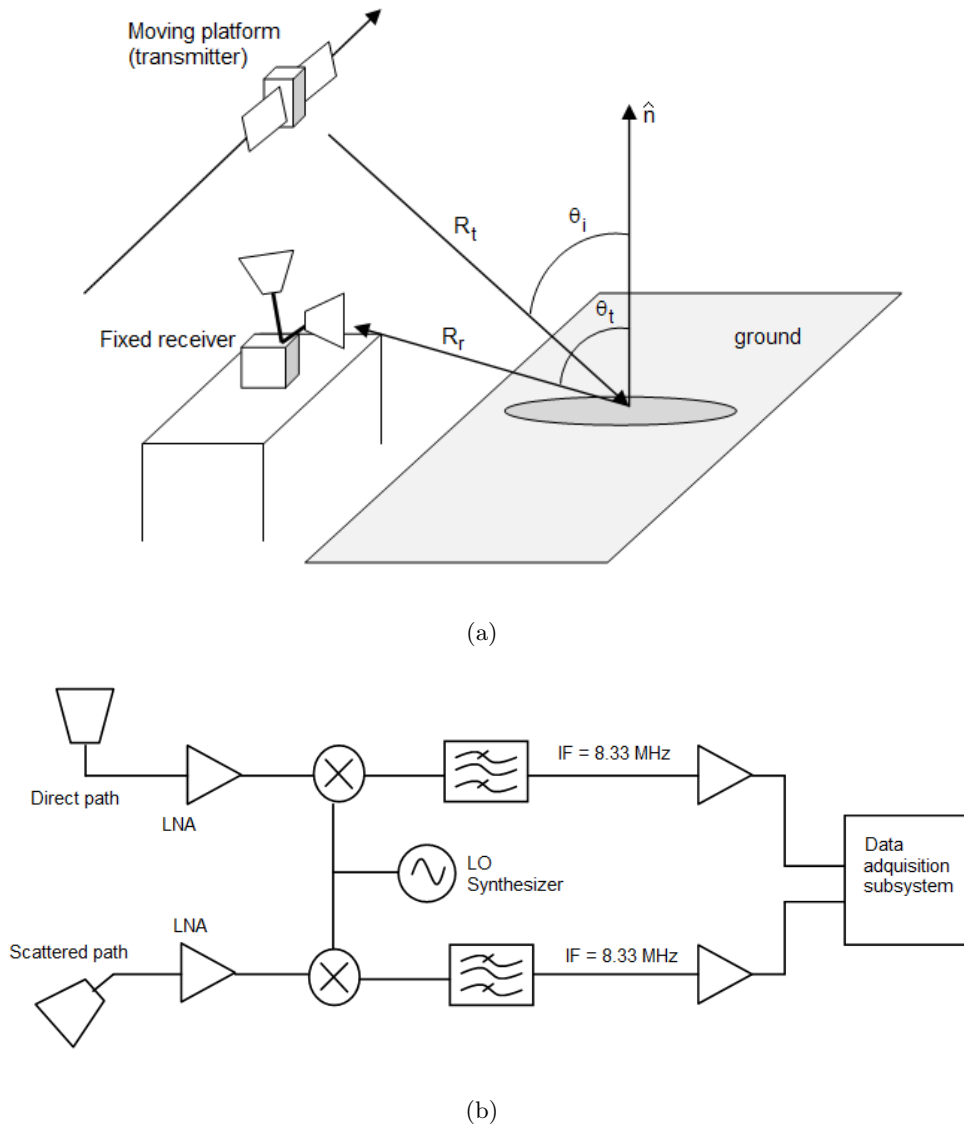 Moving platform
(transmitter)
n̂
θi
Rt
θt
Fixed receiver
Rr
ground
(a)
IF = 8.33 MHz
Direct path
LNA
Data
adquisition
subsystem
LO
Synthesizer
LNA
Scattered path
IF = 8.33 MHz
(b)